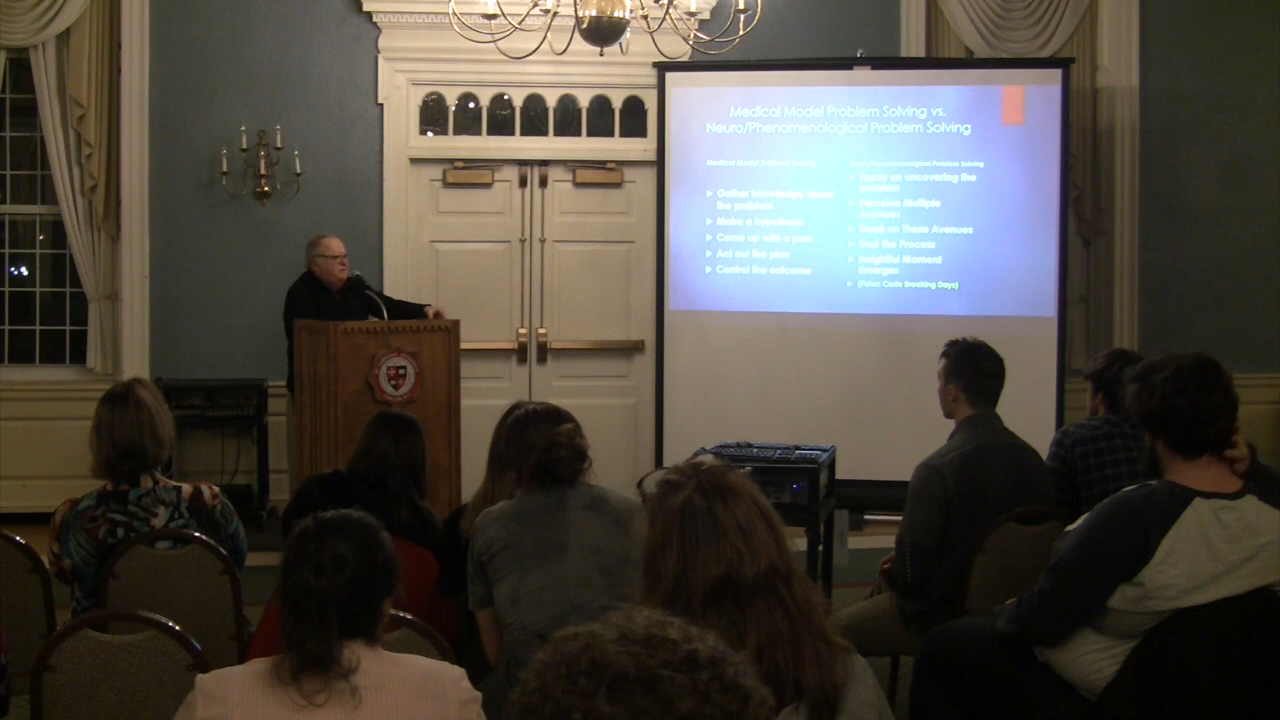 Medical Model Problem Solving vs.
Neuro/Phenomenological Problem Solving
Medical Model Problem Solving
Gather knowledge about
the problem
Make a hypothesis
Come up with a plan
Act out the plan
Control the outcome
Neuro/Phenomenological Problem Solving
Focus on uncovering the
problem
Perceive Multiple
Avenues
Dwell on These Avenues
Trust the Process
Insightful Moment
Emerges
Code Breaking Days)